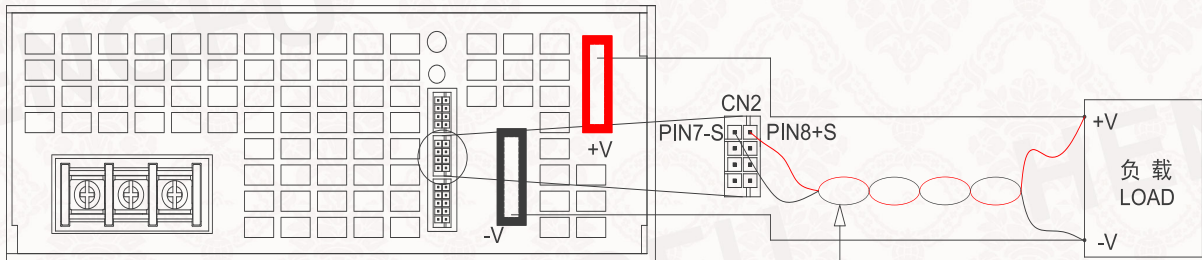 CN2
PIN7-S PIN8+S
+V
-V
+V
负载
LOAD
-V